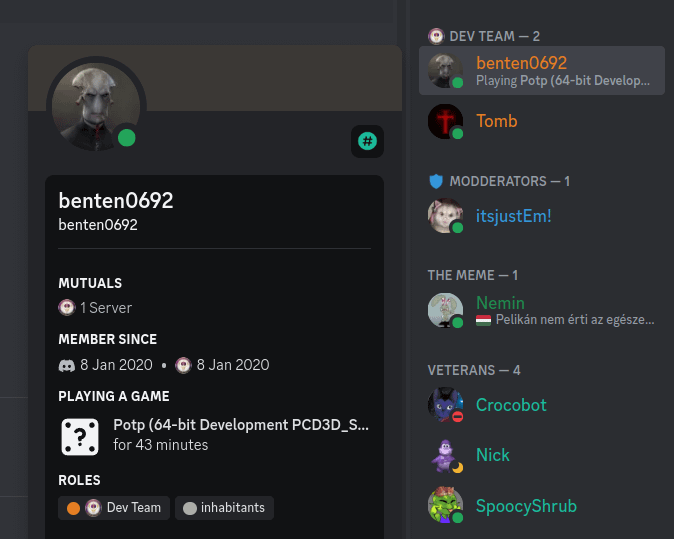 benten0692
benten0692
MUTUALS
1 Server
MEMBER SINCE
8 Jan 2020 • 8 Jan 2020
PLAYING A GAME
?
Potp (64-bit Development PCD3D_S...
for 43 minutes
ROLES
Dev Team inhabitants
DEV TEAM — 2
benten0692
Playing Potp (64-bit Develop...
Tomb
MODDERATORS — 1
itsjustEm!
THE MEME — 1
Nemin
Pelikán nem érti az egésze...
VETERANS — 4
Crocobot
Nick
SpoocyShrub